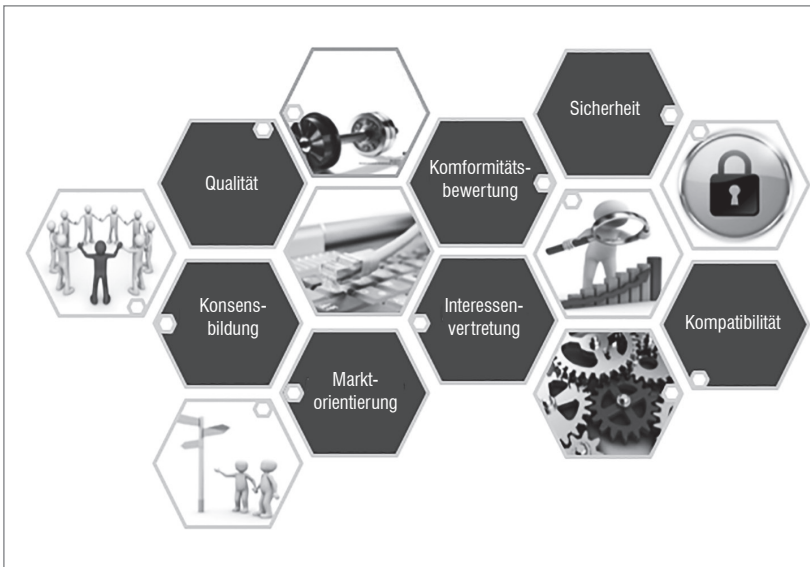 Sicherheit
Qualität
Komformitäts-
bewertung
Konsens-
bildung
Interessen-
vertretung
Kompatibilität
Markt-
orientierung